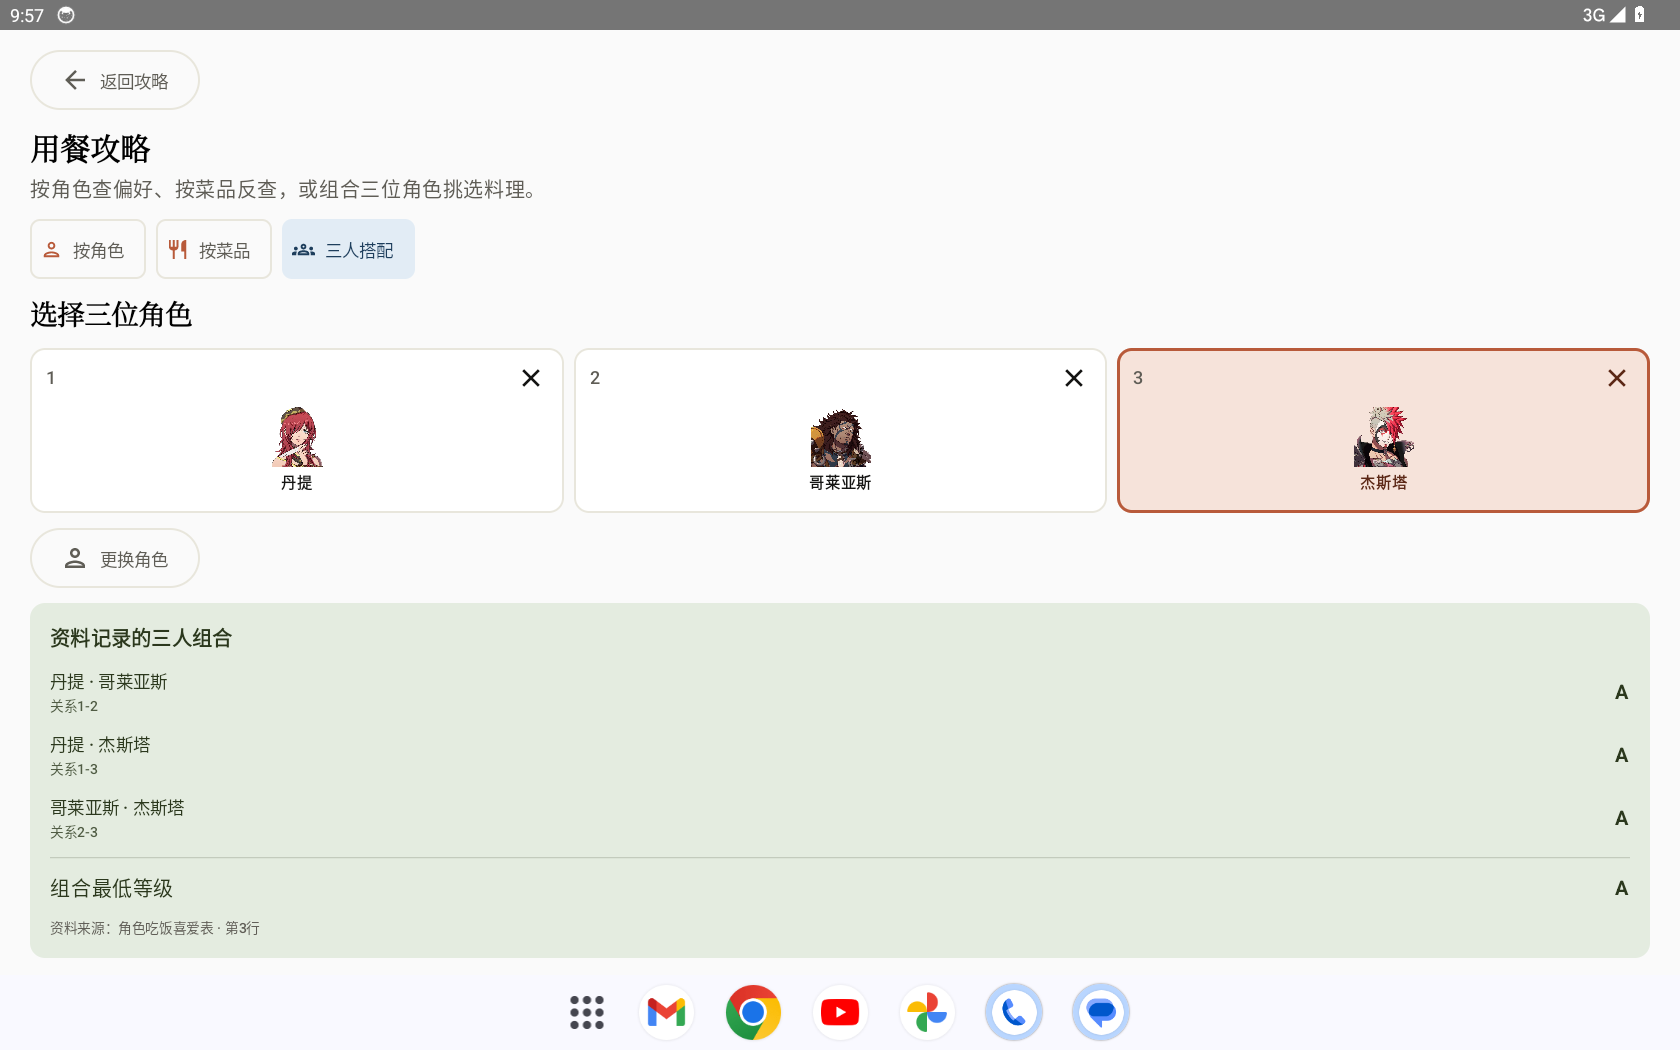 9:57
3G
返回攻略
用餐攻略
按角色查偏好、按菜品反查，或组合三位角色挑选料理。
按角色
按菜品
三人搭配
选择三位角色
1
丹提
2
哥莱亚斯
3
杰斯塔
更换角色
资料记录的三人组合
丹提 · 哥莱亚斯
A
关系1-2
丹提 · 杰斯塔
A
关系1-3
哥莱亚斯 · 杰斯塔
A
关系2-3
组合最低等级
A
资料来源：角色吃饭喜爱表 · 第3行